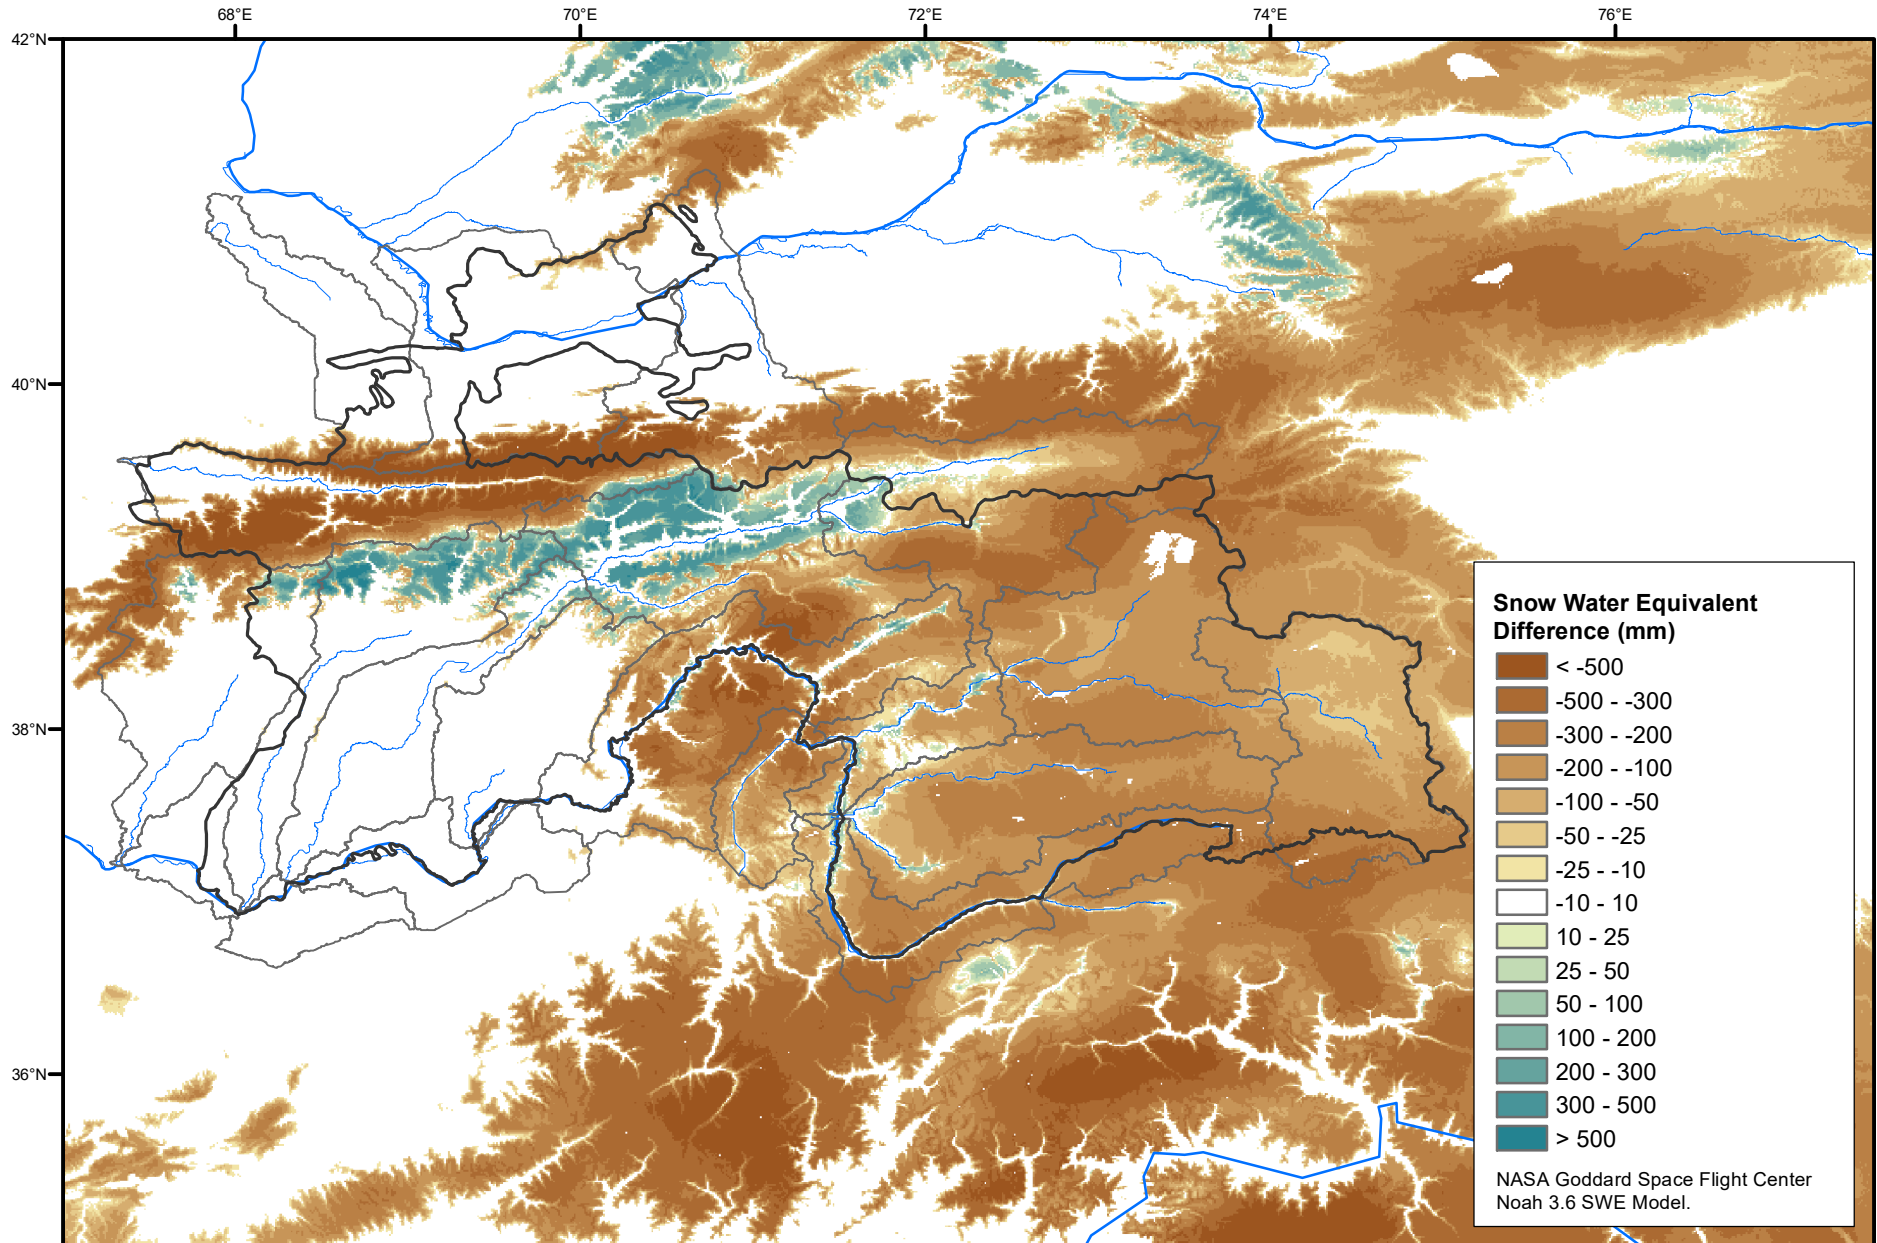 68°E
70°E
72°E
74°E
76°E
42°N
40°N
38°N
36°N
Snow Water Equivalent
Difference (mm)
< -500
-500 - -300
-300 - -200
-200 - -100
-100 - -50
-50 - -25
-25 - -10
-10 - 10
10 - 25
25 - 50
50 - 100
100 - 200
200 - 300
300 - 500
> 500
NASA Goddard Space Flight Center
Noah 3.6 SWE Model.